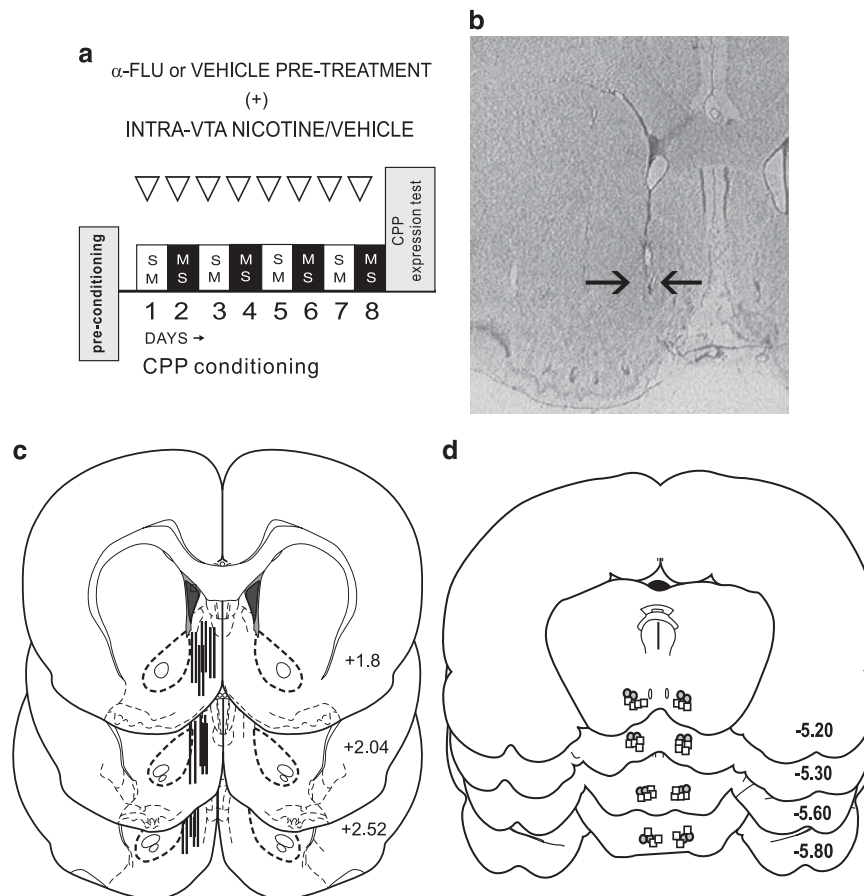 a
α-FLU or VEHICLE PRE-TREATMENT
(+)
INTRA-VTA NICOTINE/VEHICLE
pre-conditioning
S M S M S M S M
M S M S M S M S
CPP
expression test
1 2 3 4 5 6 7 8
DAYS →
CPP conditioning
b
c
+1.8
+2.04
+2.52
d
-5.20
-5.30
-5.60
-5.80